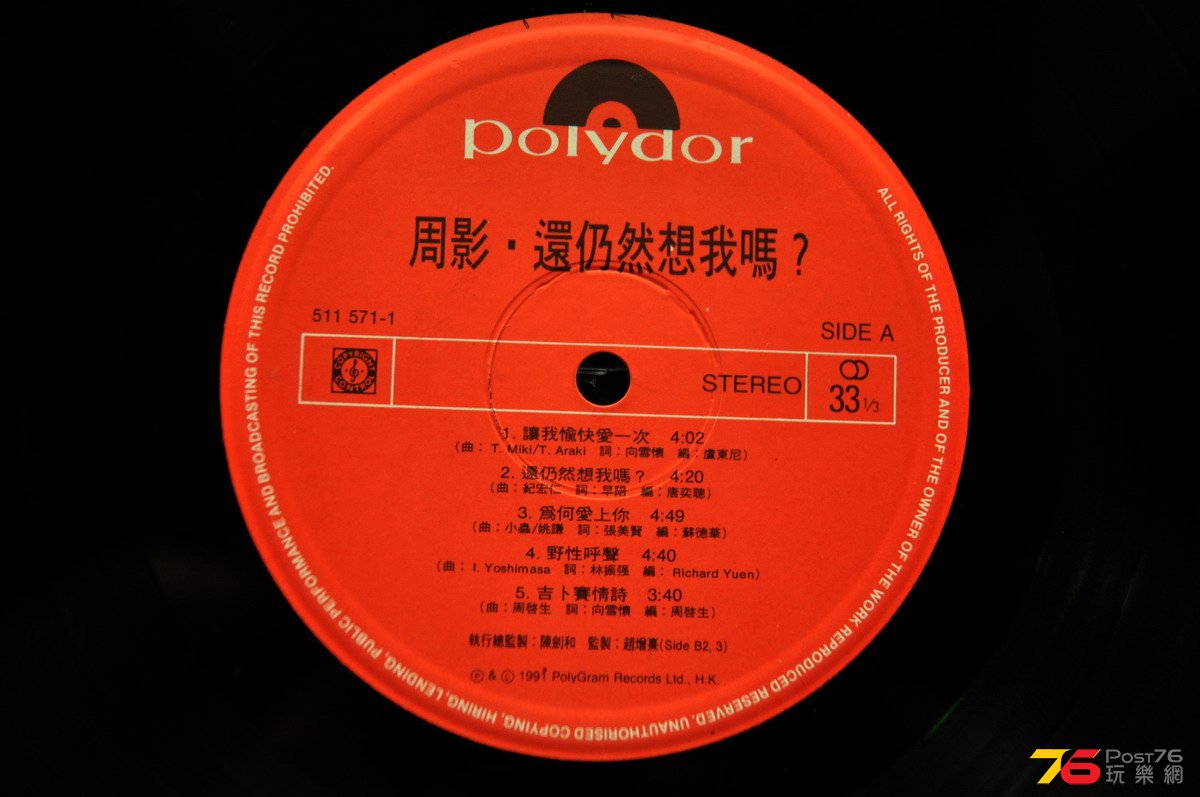 polydor
周影·還仍然想我嗎?
511 571-1
SIDE A
COPYRIGHT CONTROL
STEREO
33 1/3
1. 讓我愉快愛一次 4:02
(曲: T. Miki/T. Araki 詞:向雪懷 編:盧東尼)
2. 還仍然想我嗎? 4:20
(曲:紀宏仁 詞:早陪 編:唐奕聰)
3. 爲何愛上你 4:49
(曲:小蟲/姚謙 詞:張美賢 編:蘇德華)
4. 野性呼聲 4:40
(曲: I. Yoshimasa 詞:林振强 編: Richard Yuen)
5. 吉卜賽情詩 3:40
(曲:周啓生 詞:向雪懷 編:周啓生)
執行總監製:陳劍和 監製:趙增熹(Side B2, 3)
Ⓟ & © 1991 PolyGram Records Ltd., H.K.
ALL RIGHTS OF THE PRODUCER AND OF THE OWNER OF THE WORK REPRODUCED RESERVED. UNAUTHORISED COPYING, HIRING, LENDING, PUBLIC PERFORMANCE AND BROADCASTING OF THIS RECORD PROHIBITED.
76 POST76
玩樂網